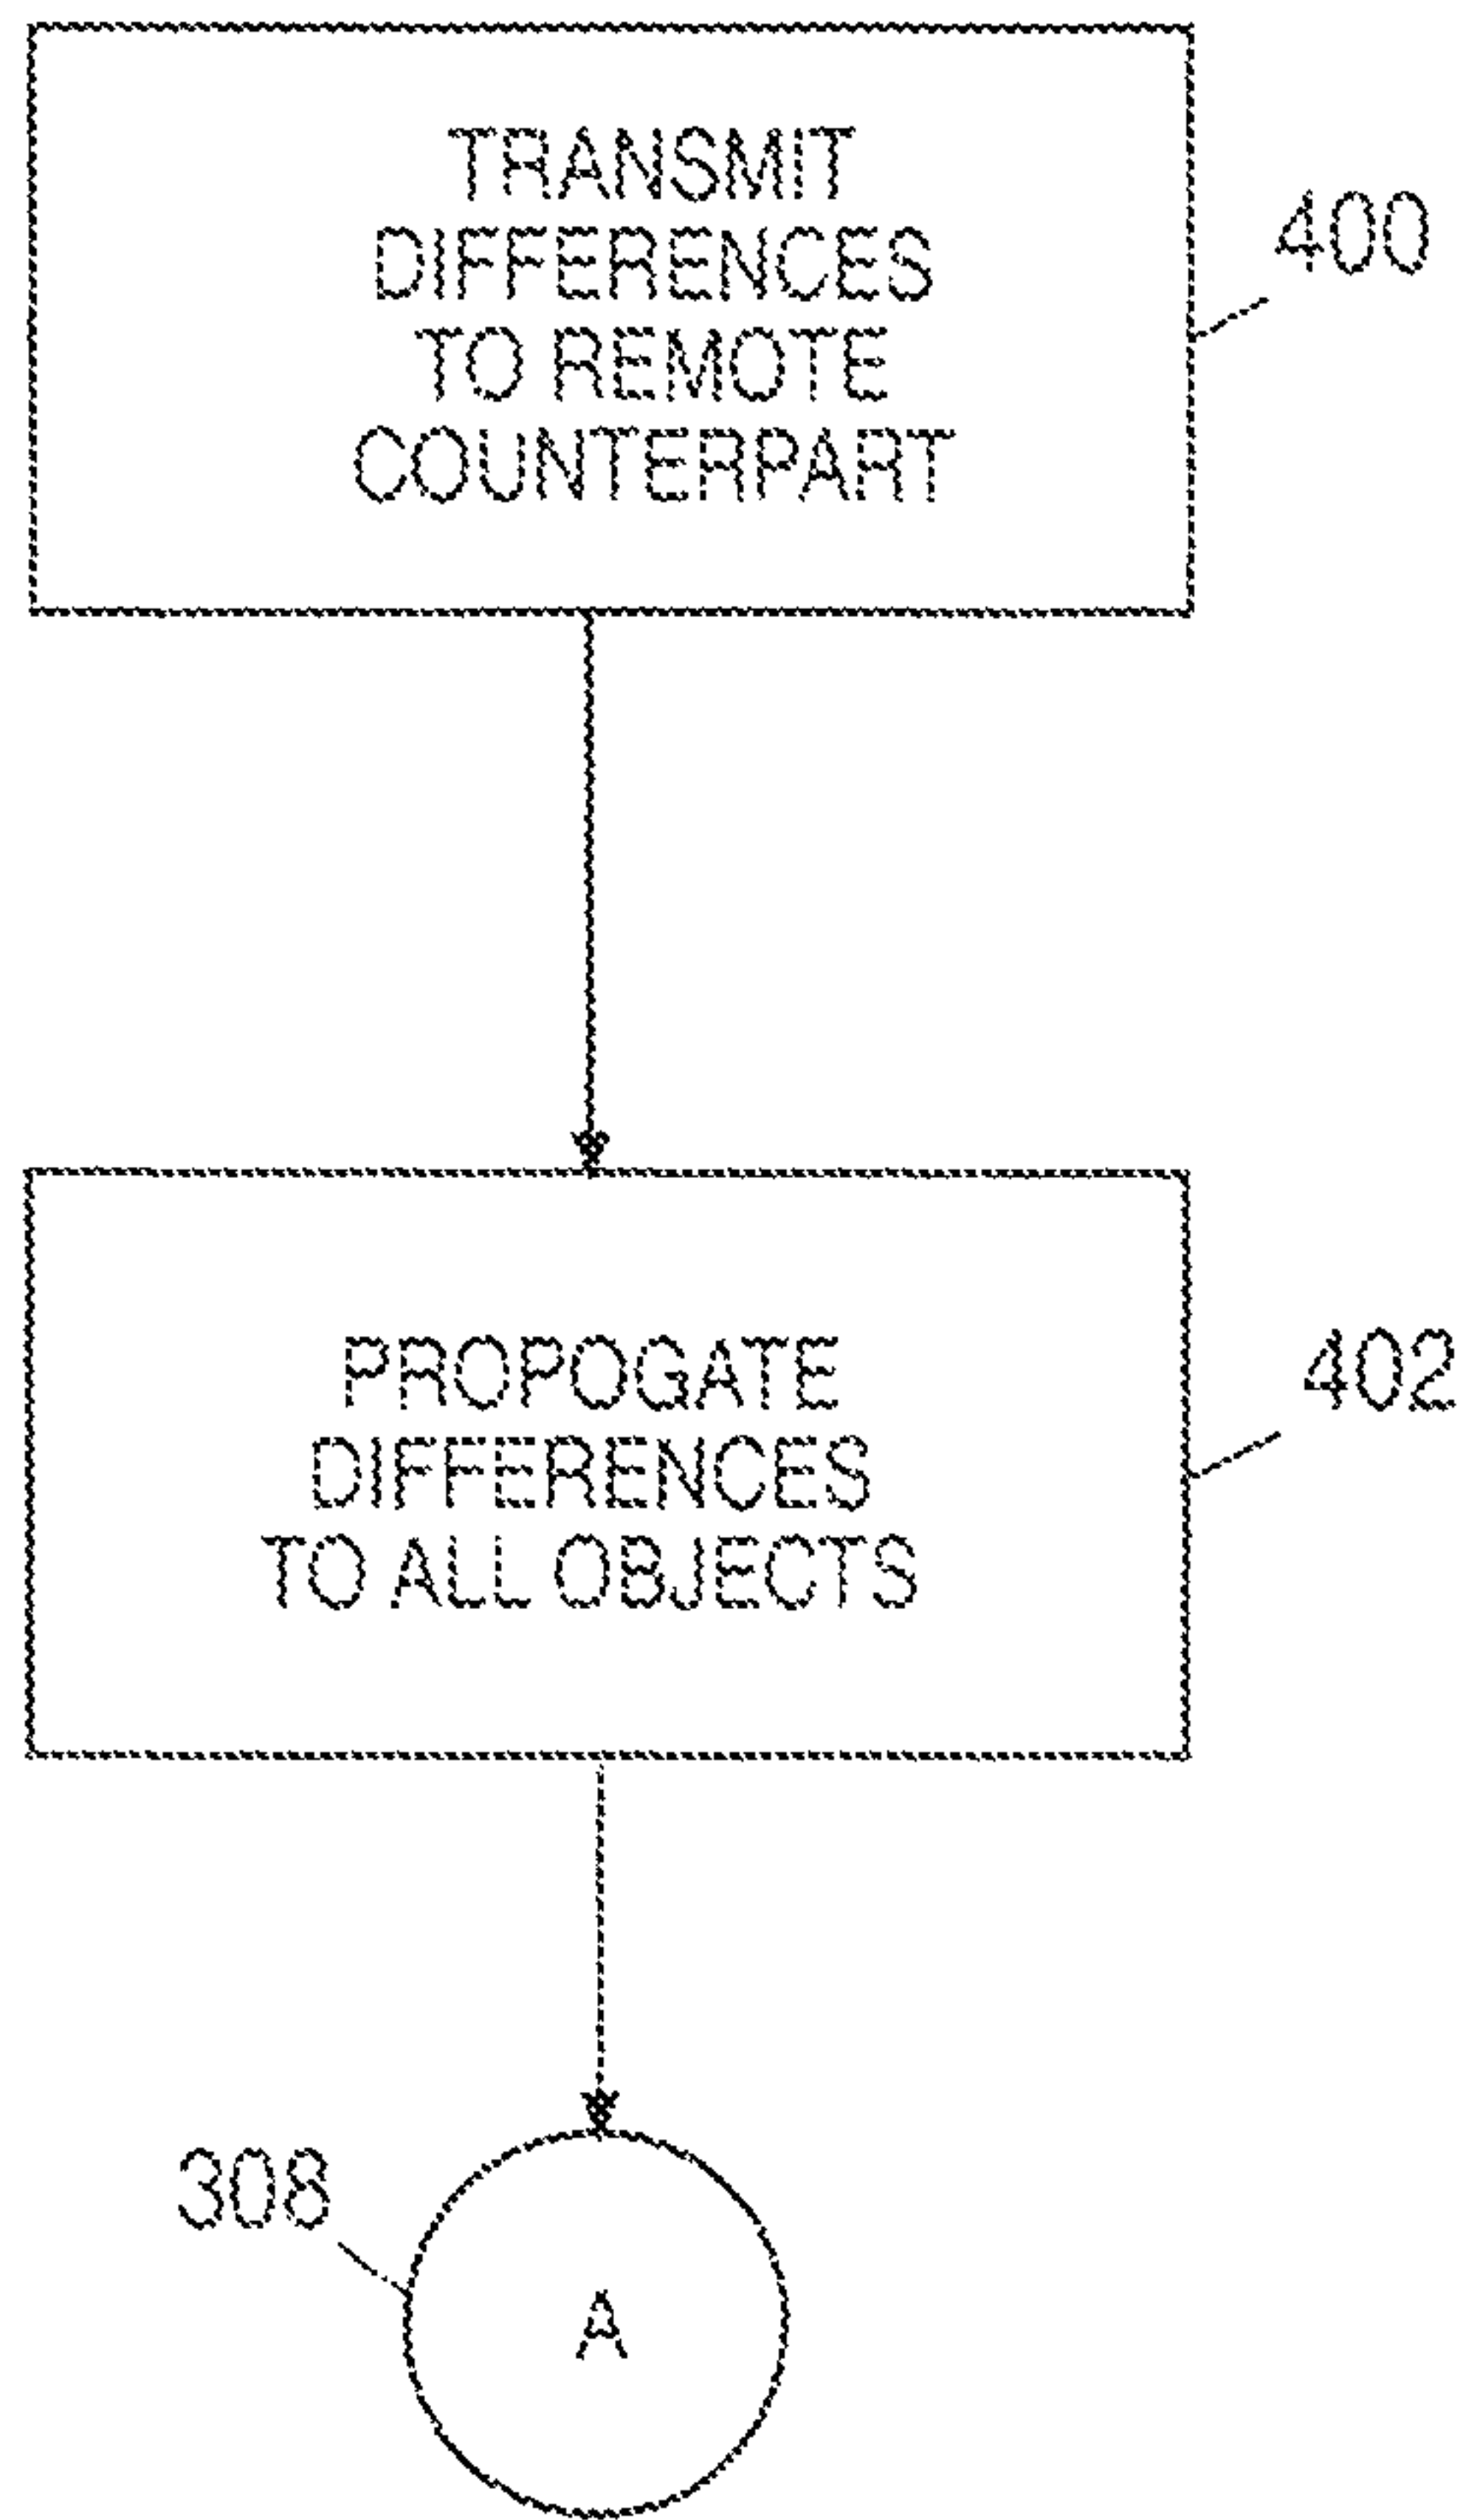 TRANSMIT
DIFFERENCES
TO REMOTE
COUNTERPART
400
PROPOGATE
DIFFERENCES
TO ALL OBJECTS
402
308
A